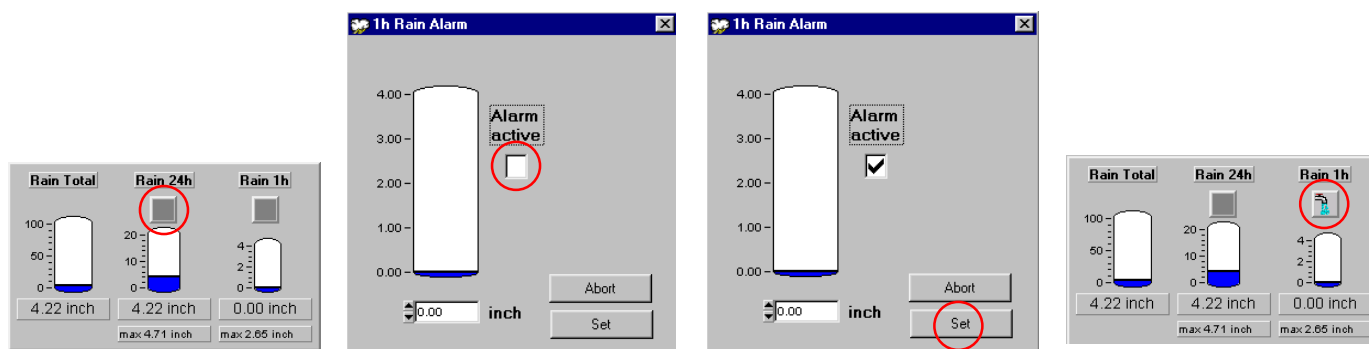 Rain Total Rain 24h Rain 1h
100
50
0
20
10
0
4
2
0
4.22 inch 4.22 inch 0.00 inch
max 4.71 inch max 2.65 inch
1h Rain Alarm
4.00
3.00
2.00
1.00
0.00
Alarm
active
0.00 inch
Abort
Set
1h Rain Alarm
4.00
3.00
2.00
1.00
0.00
Alarm
active
0.00 inch
Abort
Set
Rain Total Rain 24h Rain 1h
100
50
0
20
10
0
4
2
0
4.22 inch 4.22 inch 0.00 inch
max 4.71 inch max 2.65 inch